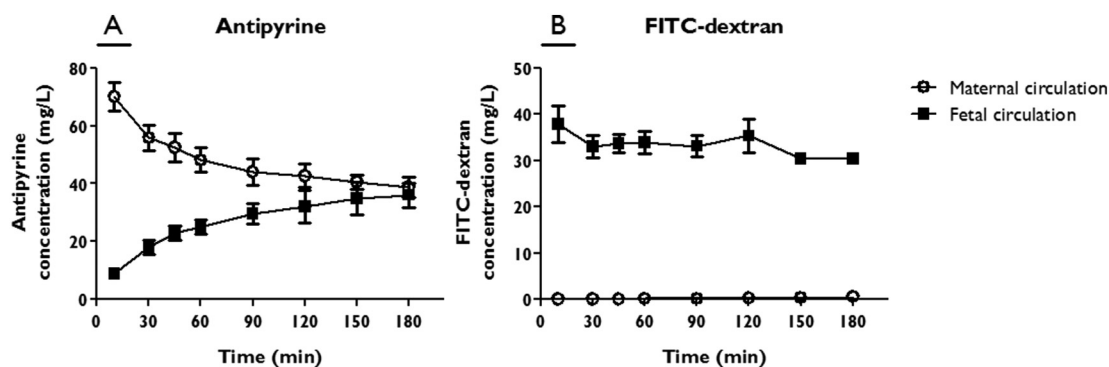 A
Antipyrine
Antipyrine
concentration (mg/L)
80
60
40
20
0
0 30 60 90 120 150 180
Time (min)
B
FITC-dextran
FITC-dextran
concentration (mg/L)
50
40
30
20
10
0
0 30 60 90 120 150 180
Time (min)
Maternal circulation
Fetal circulation